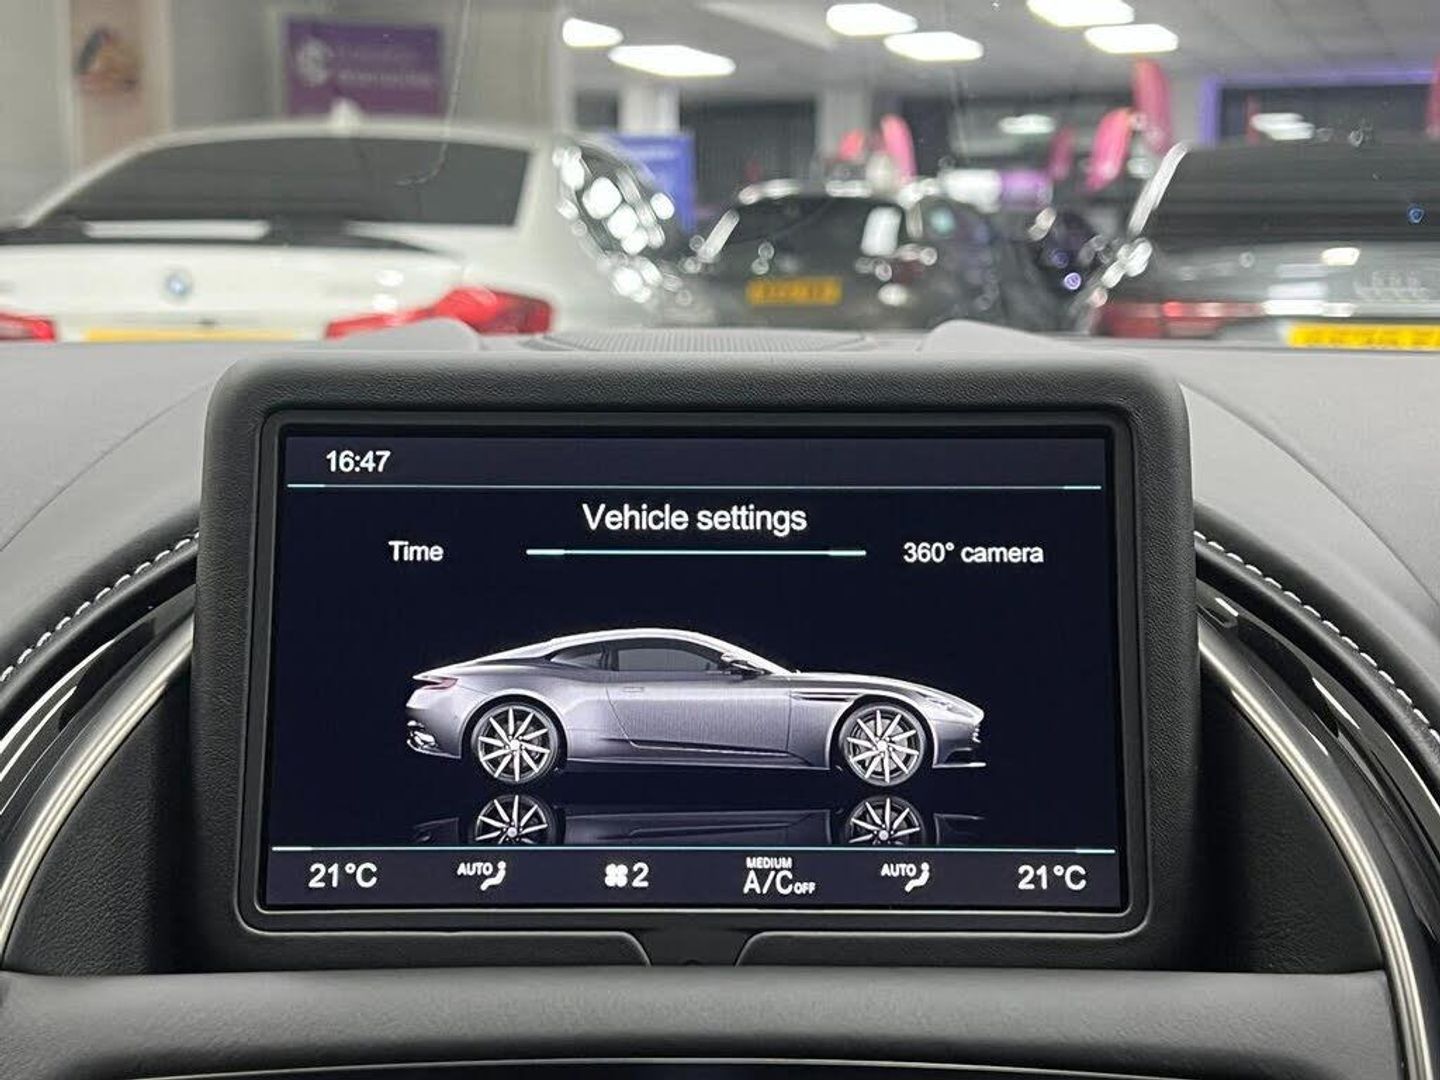 16:47
Vehicle settings
Time 360° camera
21°C AUTO 2 MEDIUM A/C OFF AUTO 21°C